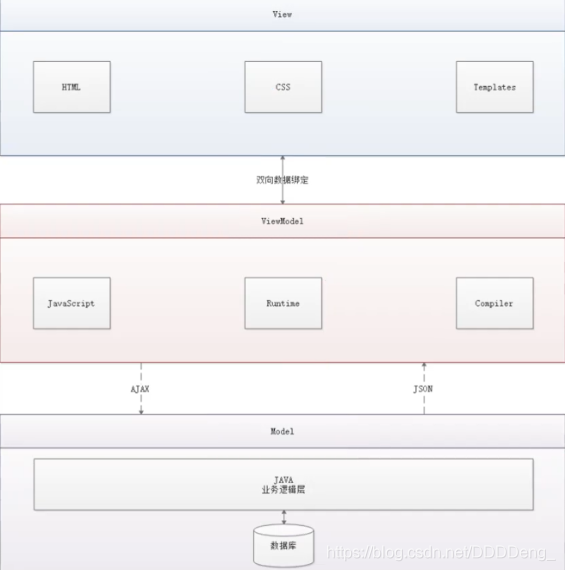 View
HTML
CSS
Templates
双向数据绑定
ViewModel
JavaScript
Runtime
Compiler
AJAX
JSON
Model
JAVA
业务逻辑层
数据库
https://blog.csdn.net/DDDDeng_